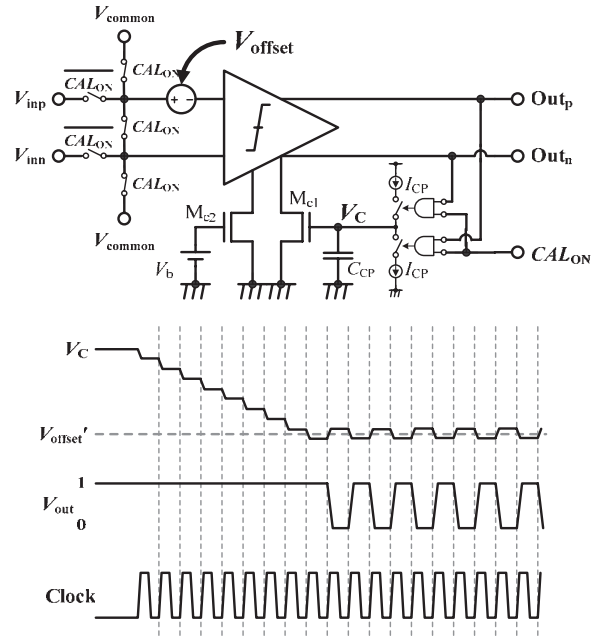 V_common
V_offset
CAL_ON
+ -
CAL_ON
V_inp
Out_p
CAL_ON
CAL_ON
V_inn
Out_n
CAL_ON
I_CP
V_common
M_c2
M_c1
V_C
V_b
C_CP
I_CP
CAL_ON
V_C
V_offset'
1
V_out
0
Clock